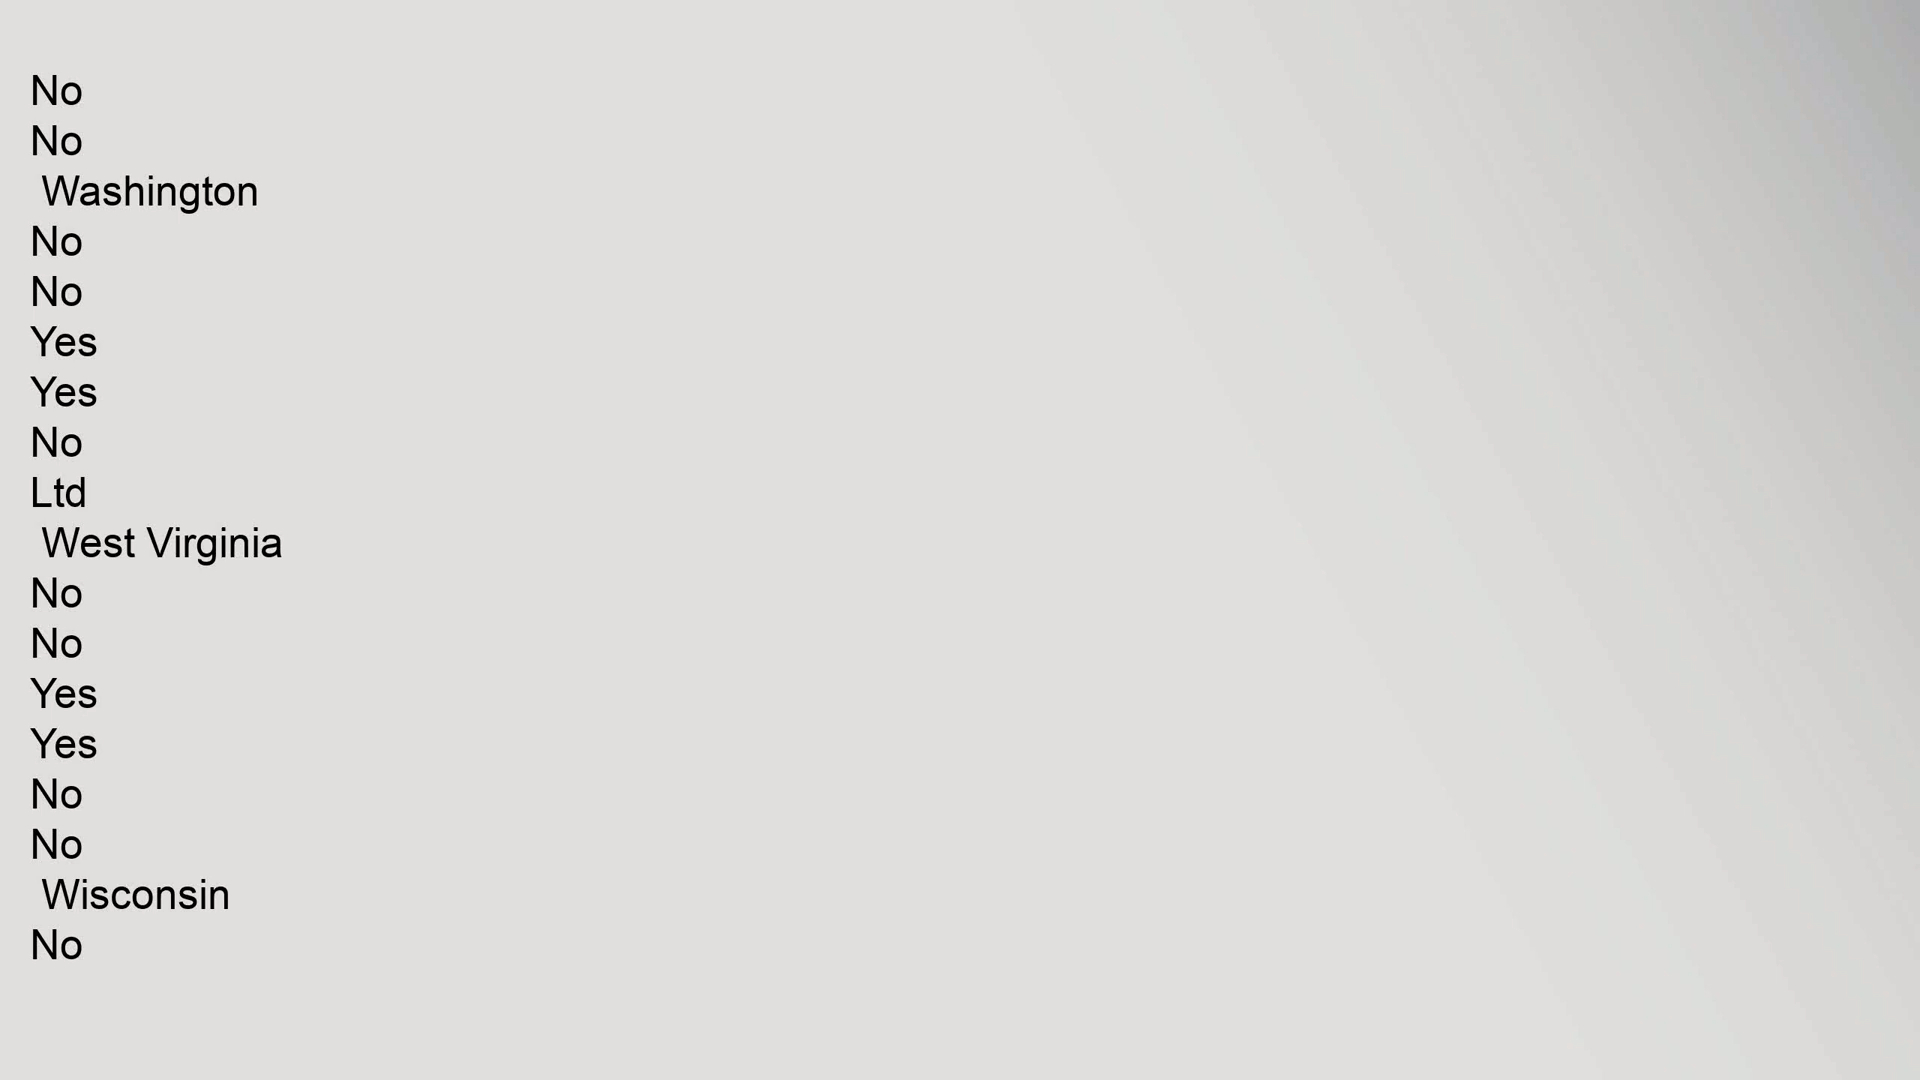 No
No
Washington
No
No
Yes
Yes
No
Ltd
West Virginia
No
No
Yes
Yes
No
No
Wisconsin
No